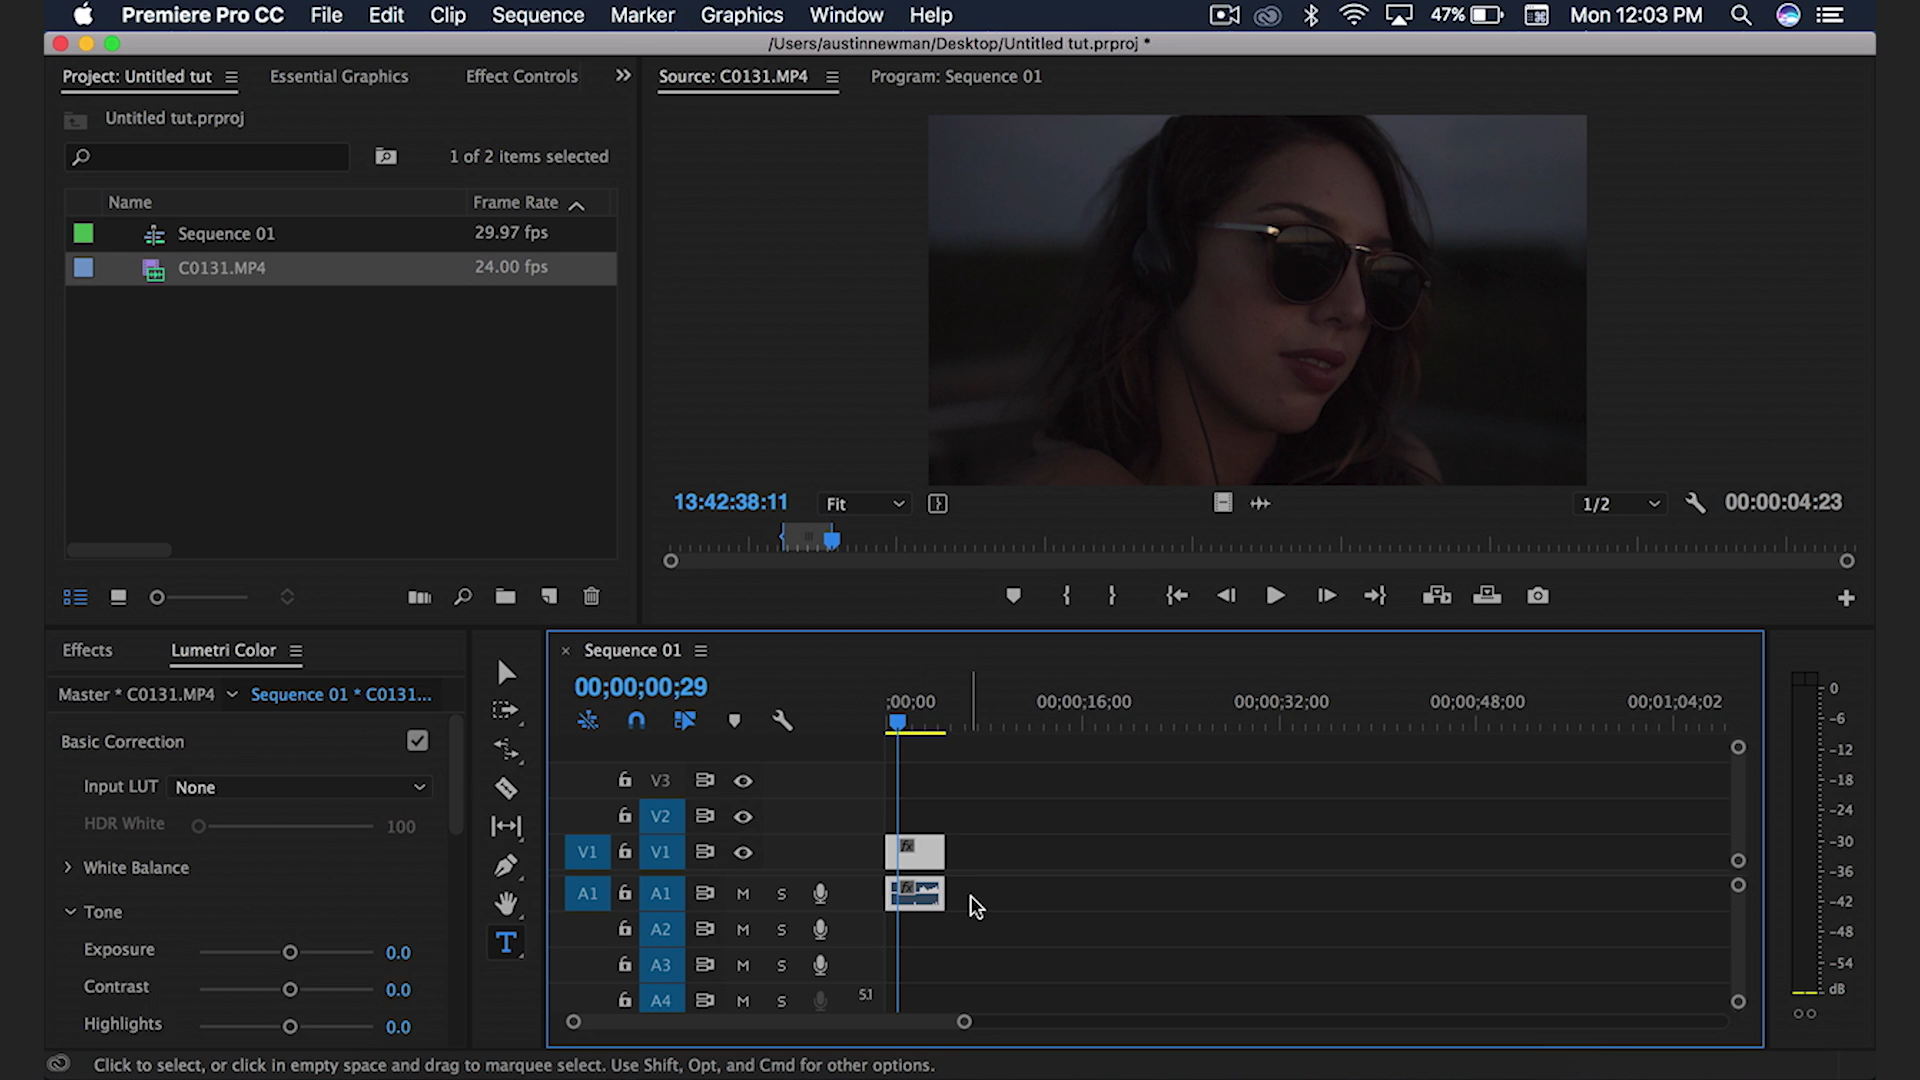 Premiere Pro CC File Edit Clip Sequence Marker Graphics Window Help 47% Mon 12:03 PM
/Users/austinnewman/Desktop/Untitled tut.prproj *
Project: Untitled tut Essential Graphics Effect Controls
Source: C0131.MP4 Program: Sequence 01
Untitled tut.prproj
1 of 2 items selected
Name Frame Rate
Sequence 01 29.97 fps
C0131.MP4 24.00 fps
13:42:38:11 Fit 1/2 00:00:04:23
Effects Lumetri Color
Master * C0131.MP4 Sequence 01 * C0131...
Basic Correction
Input LUT None
HDR White 100
White Balance
Tone
Exposure 0.0
Contrast 0.0
Highlights 0.0
T
× Sequence 01
00;00;00;29
;00;00 00;00;16;00 00;00;32;00 00;00;48;00 00;01;04;02
V3
V2
V1 V1 fx
A1 A1 M S fx
A2 M S
A3 M S
A4 M S 5.1
0
-6
-12
-18
-24
-30
-36
-42
-48
-54
dB
Click to select, or click in empty space and drag to marquee select. Use Shift, Opt, and Cmd for other options.